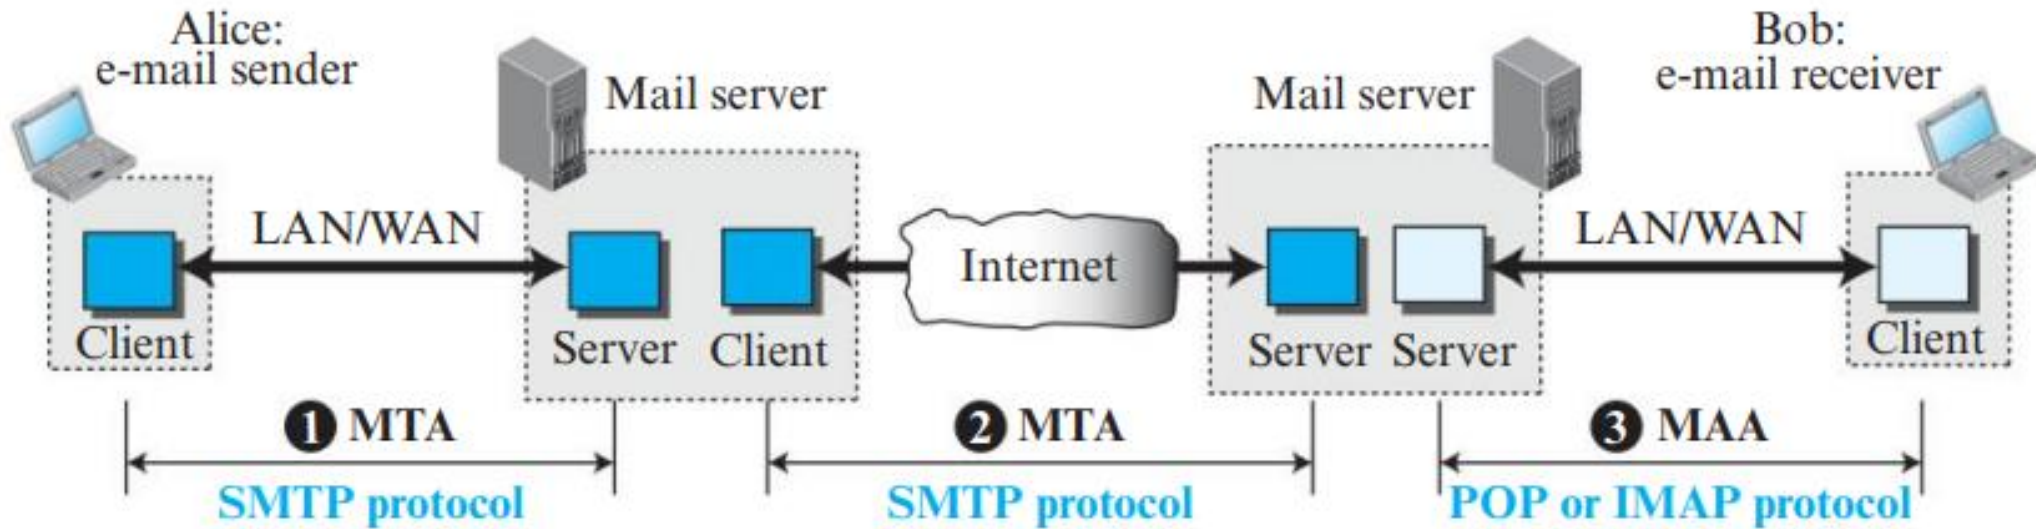 Alice:
e-mail sender
Mail server
Mail server
Bob:
e-mail receiver
LAN/WAN
Internet
LAN/WAN
Client
Server
Client
Server
Server
Client
1 MTA
2 MTA
3 MAA
SMTP protocol
SMTP protocol
POP or IMAP protocol